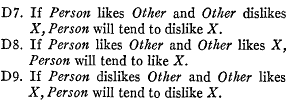 D7. If Person likes Other and Other dislikes
X, Person will tend to dislike X.
D8. If Person likes Other and Other likes X,
Person will tend to like X.
D9. If Person dislikes Other and Other likes
X, Person will tend to dislike X.